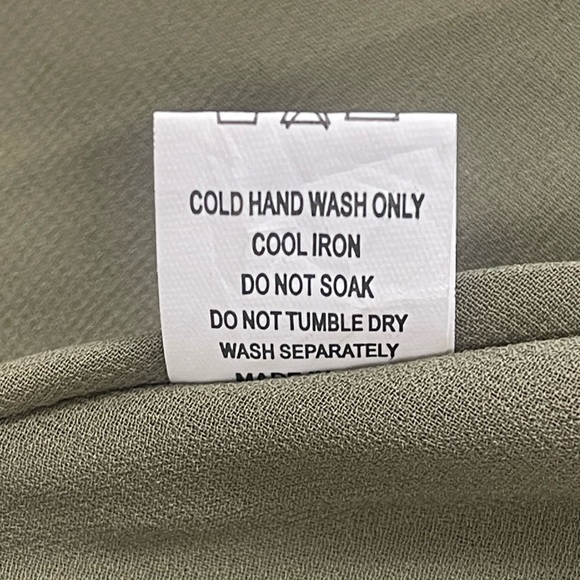 COLD HAND WASH ONLY
COOL IRON
DO NOT SOAK
DO NOT TUMBLE DRY
WASH SEPARATELY